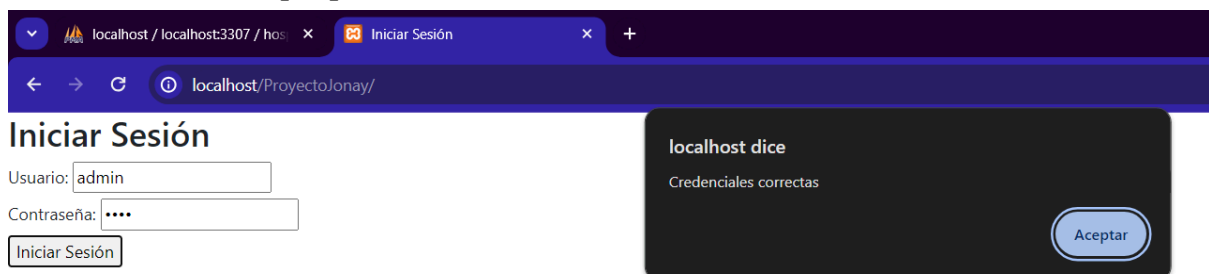 localhost / localhost:3307 / hos
Iniciar Sesión
localhost/ProyectoJonay/
Iniciar Sesión
Usuario: admin
Contraseña: ••••
Iniciar Sesión
localhost dice
Credenciales correctas
Aceptar